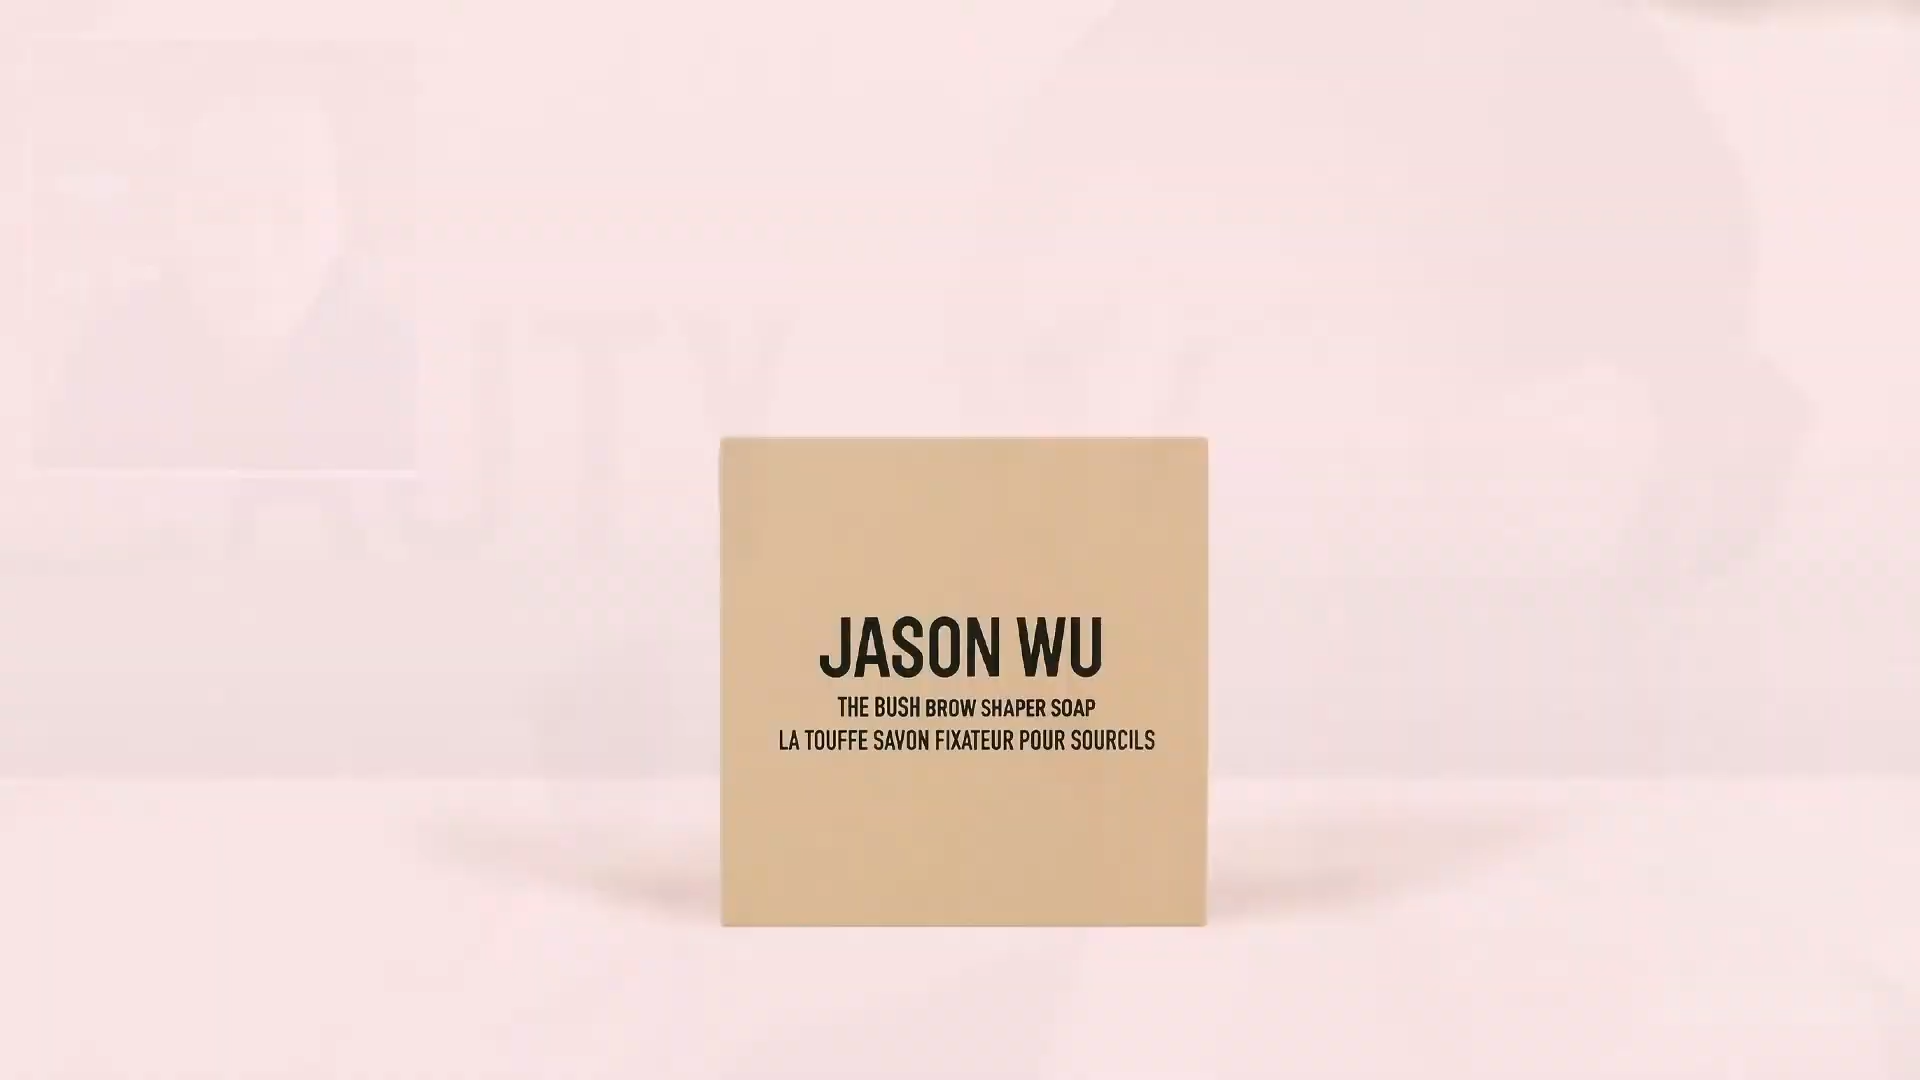 JASON WU
THE BUSH BROW SHAPER SOAP
LA TOUFFE SAVON FIXATEUR POUR SOURCILS